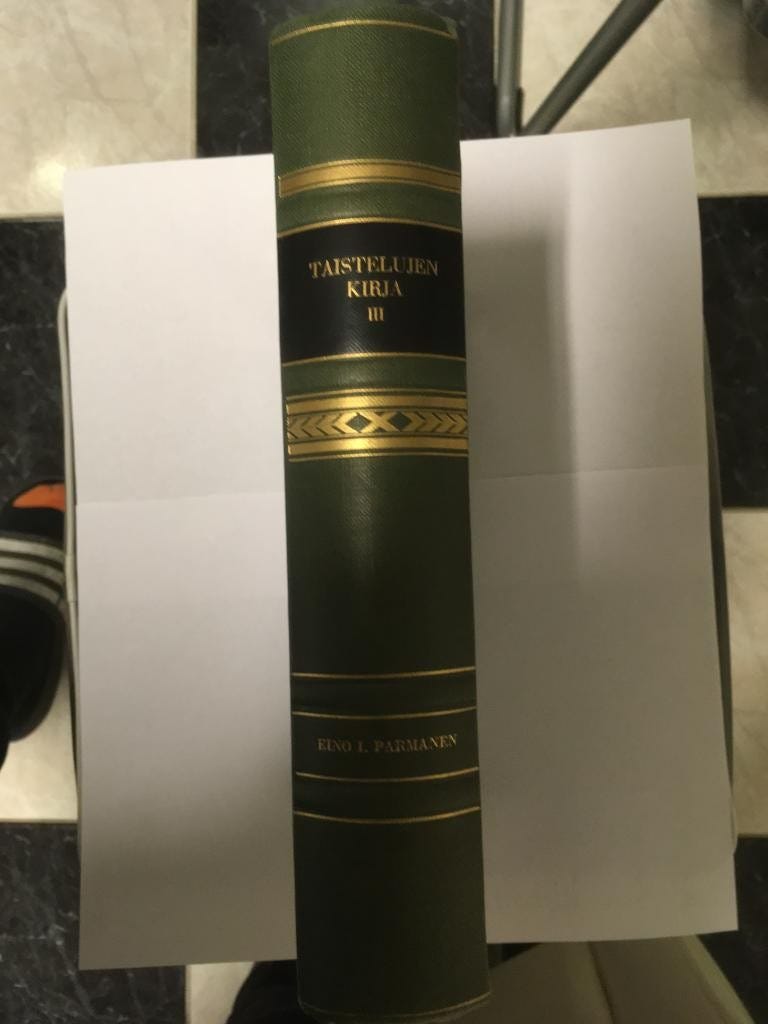 TAISTELUJEN
KIRJA
III
EINO I. PARMANEN